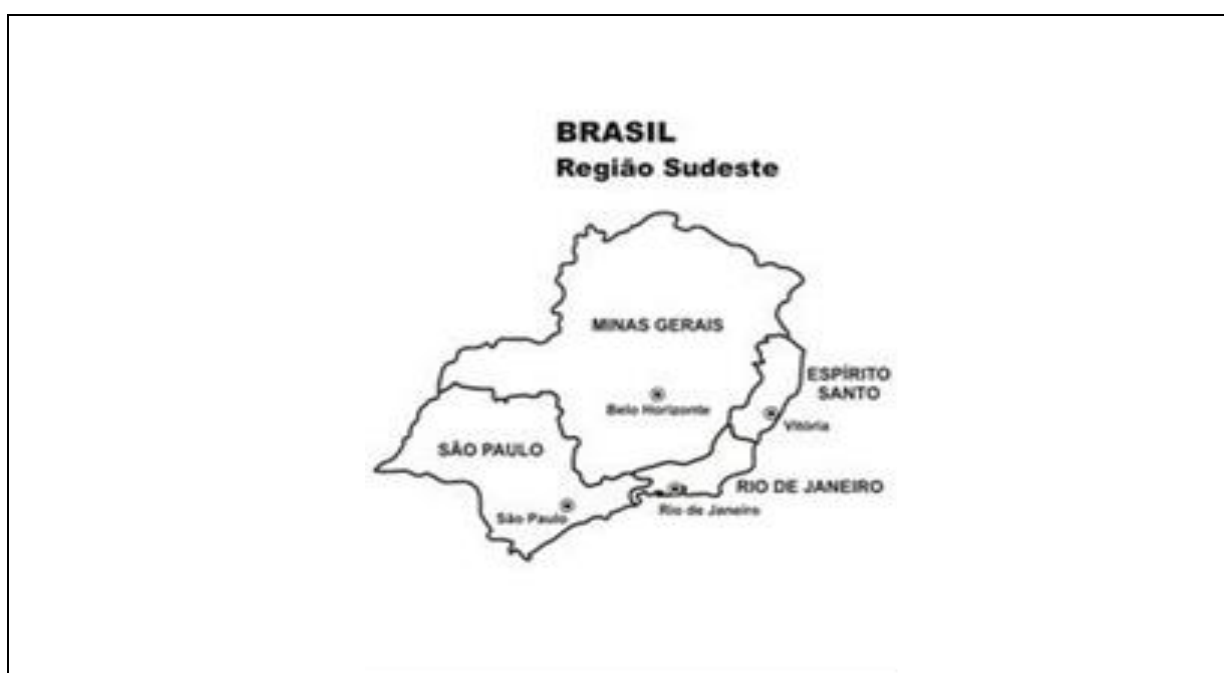 BRASIL
Região Sudeste
MINAS GERAIS
ESPÍRITO
SANTO
Belo Horizonte
Vitória
SÃO PAULO
RIO DE JANEIRO
São Paulo
Rio de Janeiro